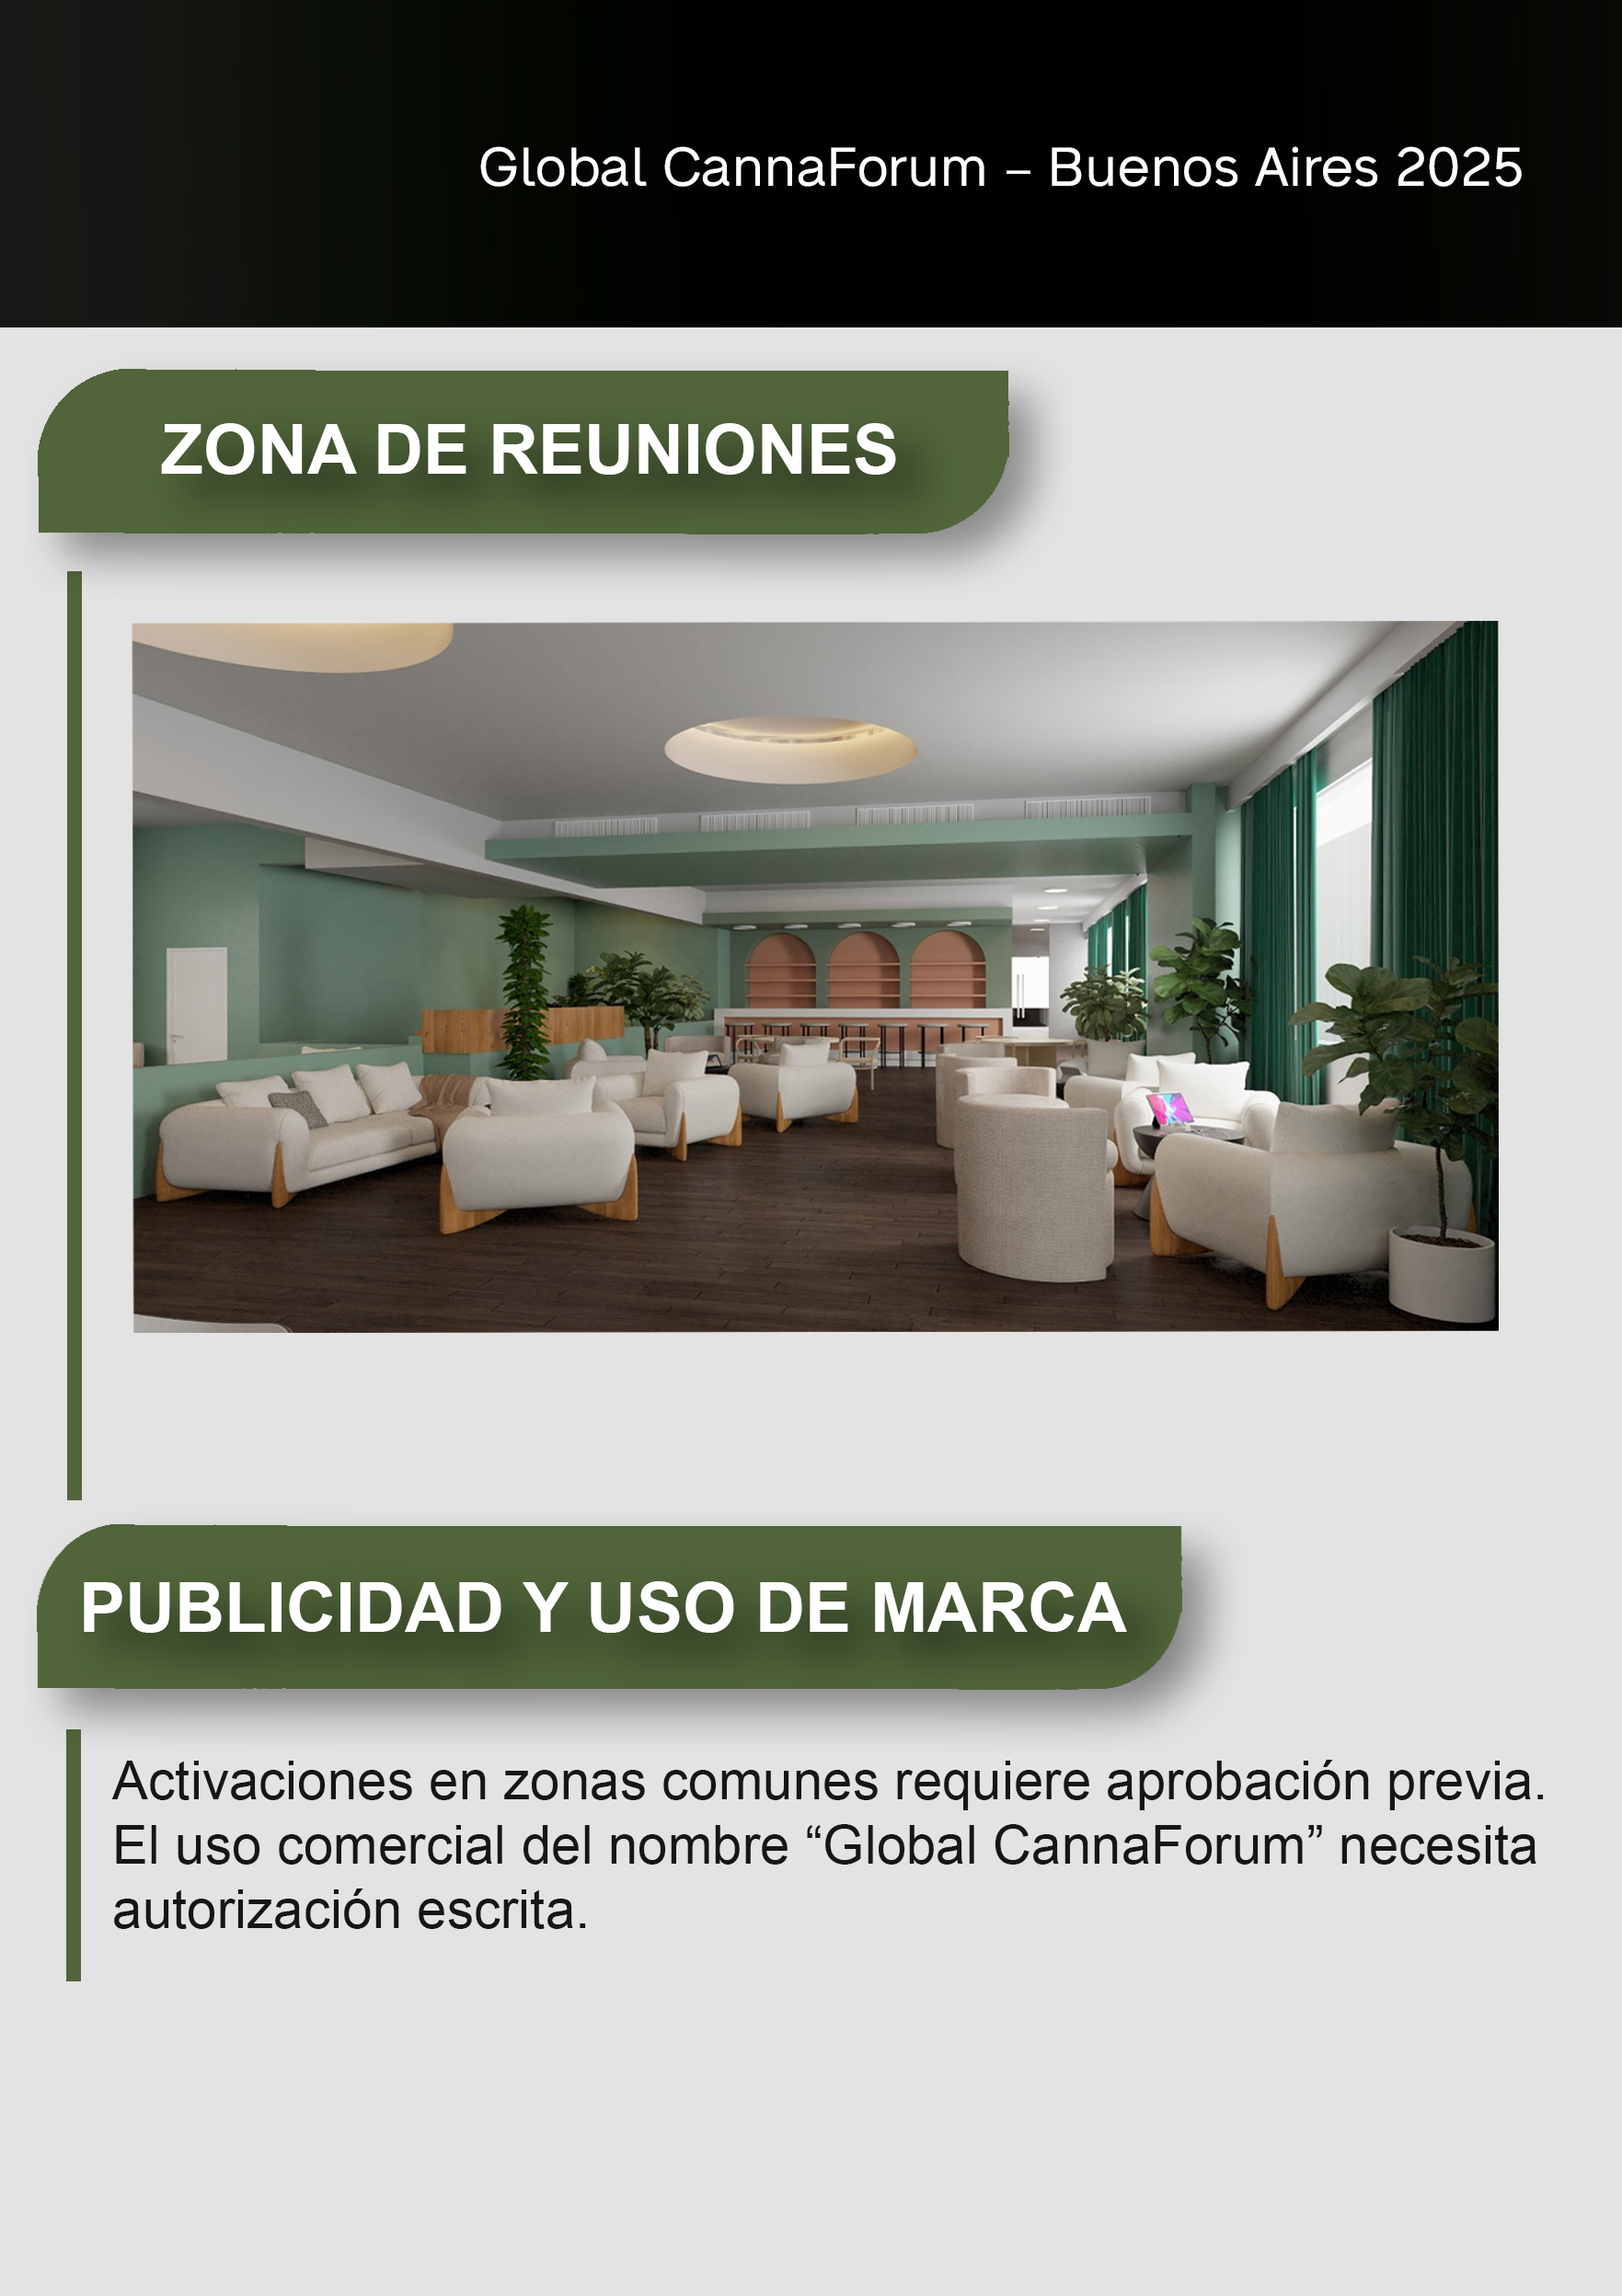 Global CannaForum – Buenos Aires 2025
ZONA DE REUNIONES
PUBLICIDAD Y USO DE MARCA
Activaciones en zonas comunes requiere aprobación previa.
El uso comercial del nombre “Global CannaForum” necesita
autorización escrita.